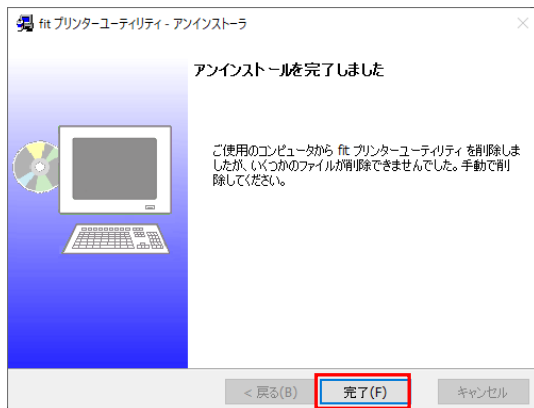 fit プリンターユーティリティ - アンインストーラ
アンインストールを完了しました
ご使用のコンピュータから fit プリンターユーティリティ を削除しま
したが、いくつかのファイルが削除できませんでした。手動で削
除してください。
< 戻る(B) 完了(F) キャンセル